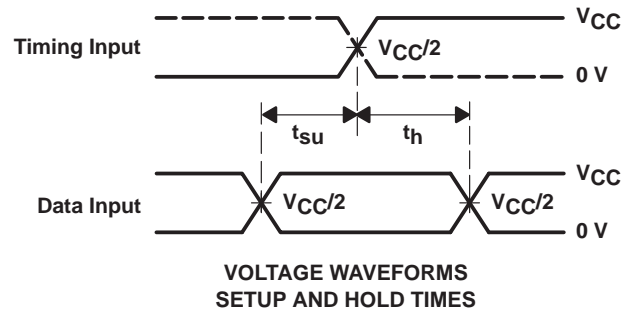 VCC
Timing Input
VCC/2
0 V
tsu
th
VCC
Data Input
VCC/2
VCC/2
0 V
VOLTAGE WAVEFORMS
SETUP AND HOLD TIMES